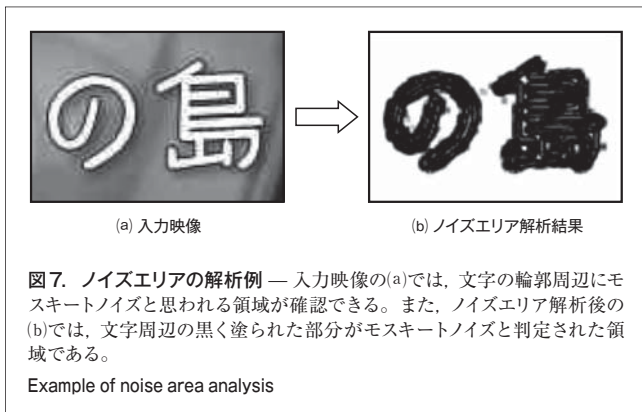 の島
(a) 入力映像
(b) ノイズエリア解析結果
図7. ノイズエリアの解析例 — 入力映像の(a)では, 文字の輪郭周辺にモ
スキートノイズと思われる領域が確認できる。また, ノイズエリア解析後の
(b)では, 文字周辺の黒く塗られた部分がモスキートノイズと判定された領
域である。
Example of noise area analysis